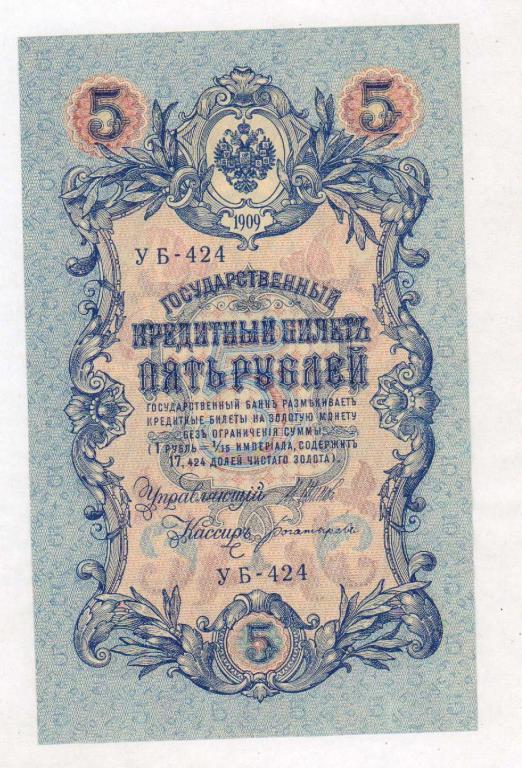 5 5
1909
УБ-424
ГОСУДАРСТВЕННЫЙ
КРЕДИТНЫЙ БИЛЕТЪ
ПЯТЬ РУБЛЕЙ
ГОСУДАРСТВЕННЫЙ БАНКЪ РАЗМѢНИВАЕТЪ
КРЕДИТНЫЕ БИЛЕТЫ НА ЗОЛОТУЮ МОНЕТУ
БЕЗЪ ОГРАНИЧЕНІЯ СУММЫ
(1 РУБЛЬ = 1/15 ИМПЕРІАЛА, СОДЕРЖИТЪ
17,424 ДОЛЕЙ ЧИСТАГО ЗОЛОТА).
Управляющій
Кассиръ Богатыревъ
УБ-424
5